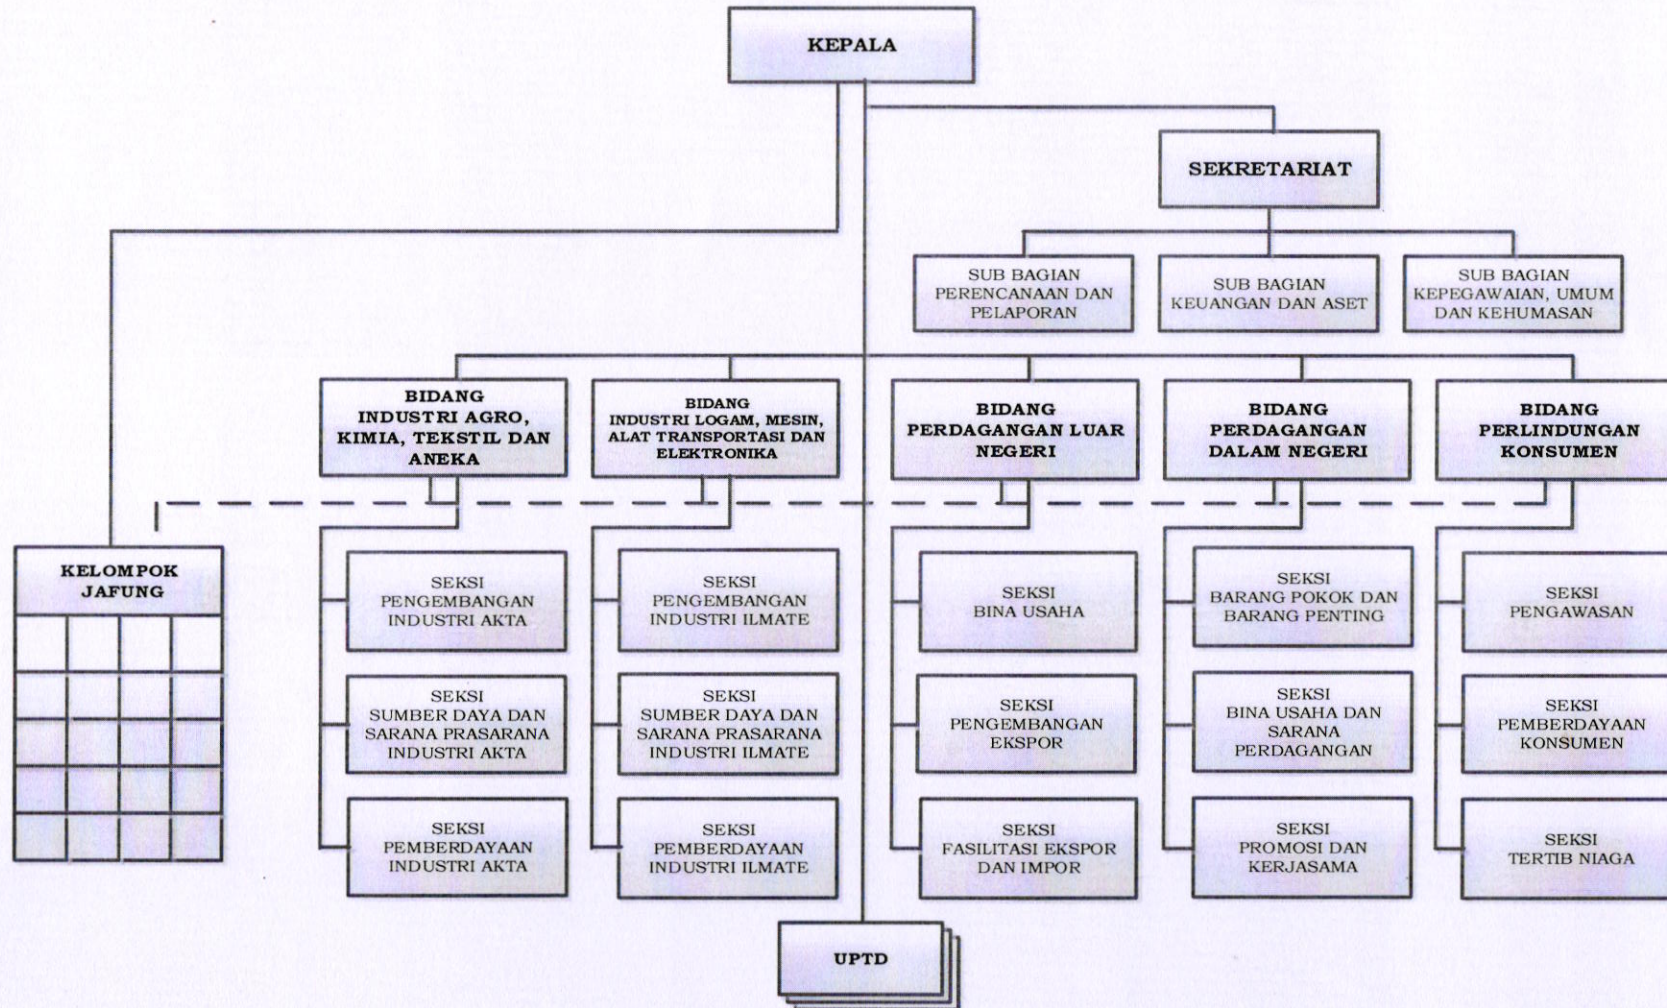 KEPALA
SEKRETARIAT
SUB BAGIAN
PERENCANAAN DAN
PELAPORAN
SUB BAGIAN
KEUANGAN DAN ASET
SUB BAGIAN
KEPEGAWAIAN, UMUM
DAN KEHUMASAN
BIDANG
INDUSTRI AGRO,
KIMIA, TEKSTIL DAN
ANEKA
BIDANG
INDUSTRI LOGAM, MESIN,
ALAT TRANSPORTASI DAN
ELEKTRONIKA
BIDANG
PERDAGANGAN LUAR
NEGERI
BIDANG
PERDAGANGAN
DALAM NEGERI
BIDANG
PERLINDUNGAN
KONSUMEN
KELOMPOK
JAFUNG
SEKSI
PENGEMBANGAN
INDUSTRI AKTA
SEKSI
PENGEMBANGAN
INDUSTRI ILMATE
SEKSI
BINA USAHA
SEKSI
BARANG POKOK DAN
BARANG PENTING
SEKSI
PENGAWASAN
SEKSI
SUMBER DAYA DAN
SARANA PRASARANA
INDUSTRI AKTA
SEKSI
SUMBER DAYA DAN
SARANA PRASARANA
INDUSTRI ILMATE
SEKSI
PENGEMBANGAN
EKSPOR
SEKSI
BINA USAHA DAN
SARANA
PERDAGANGAN
SEKSI
PEMBERDAYAAN
KONSUMEN
SEKSI
PEMBERDAYAAN
INDUSTRI AKTA
SEKSI
PEMBERDAYAAN
INDUSTRI ILMATE
SEKSI
FASILITASI EKSPOR
DAN IMPOR
SEKSI
PROMOSI DAN
KERJASAMA
SEKSI
TERTIB NIAGA
UPTD